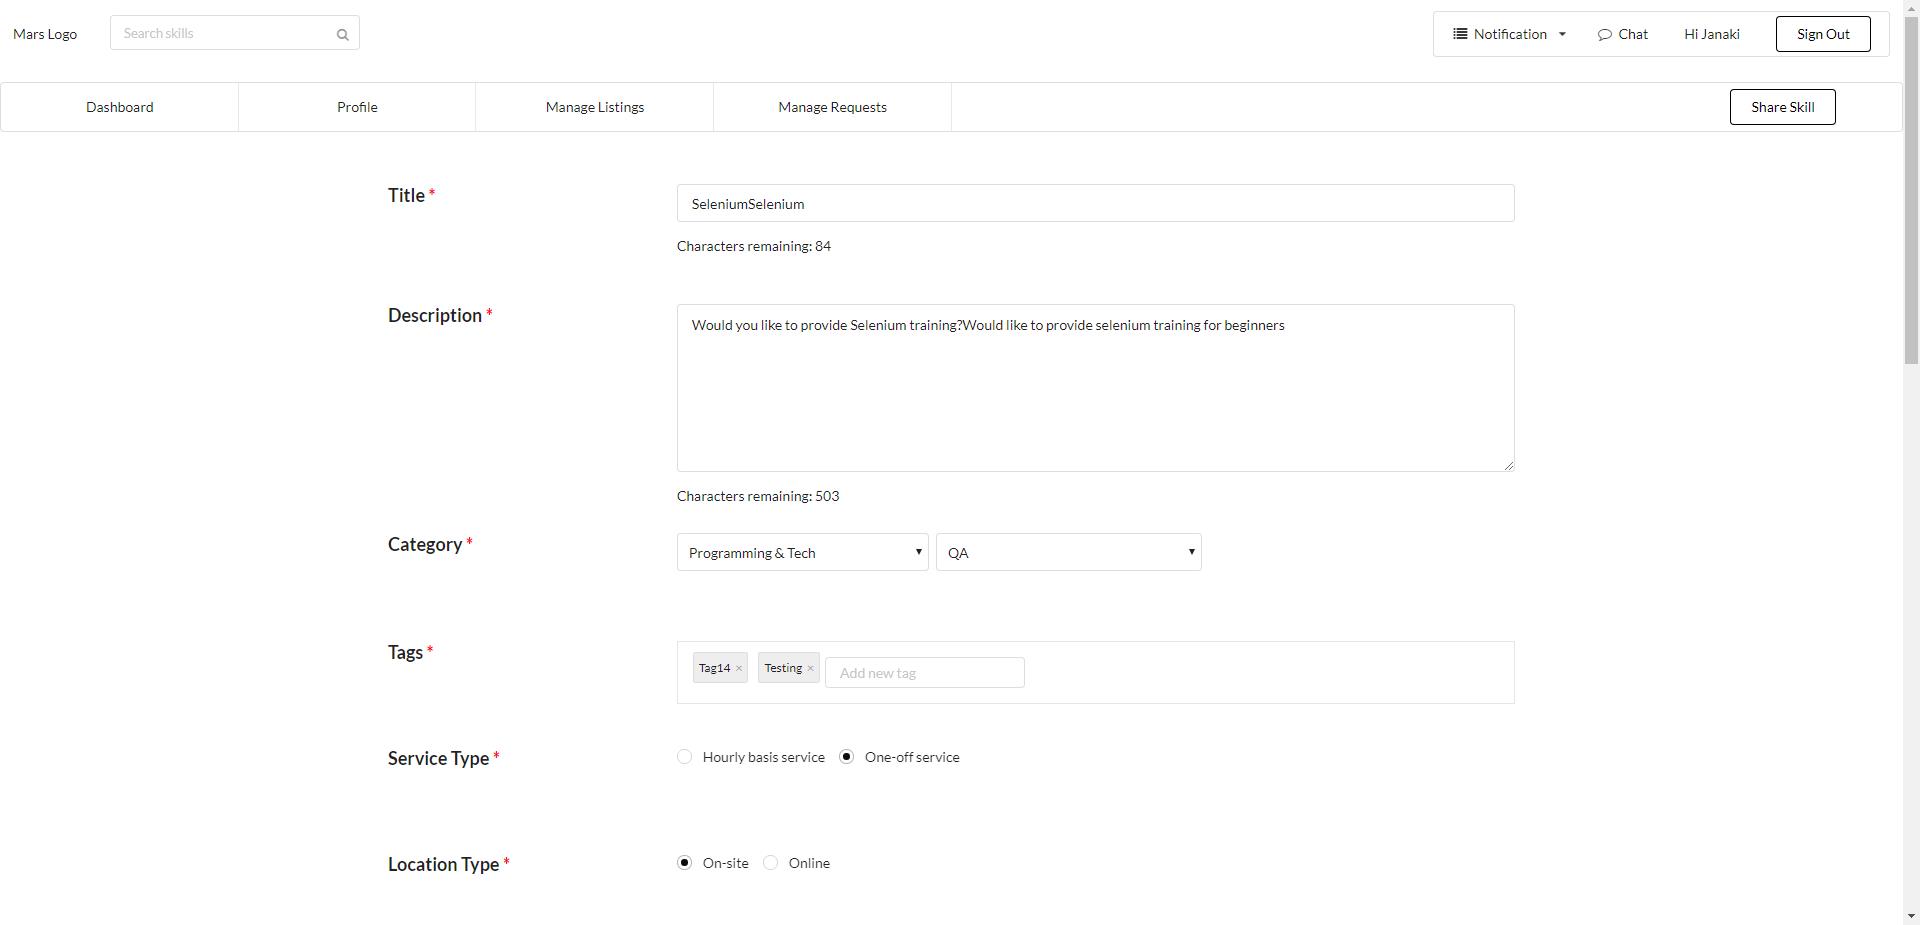 Mars Logo Search skills Notification Chat Hi Janaki Sign Out
Dashboard Profile Manage Listings Manage Requests Share Skill
Title *
SeleniumSelenium
Characters remaining: 84
Description *
Would you like to provide Selenium training?Would like to provide selenium training for beginners
Characters remaining: 503
Category * Programming & Tech QA
Tags * Tag14 × Testing × Add new tag
Service Type * Hourly basis service One-off service
Location Type * On-site Online